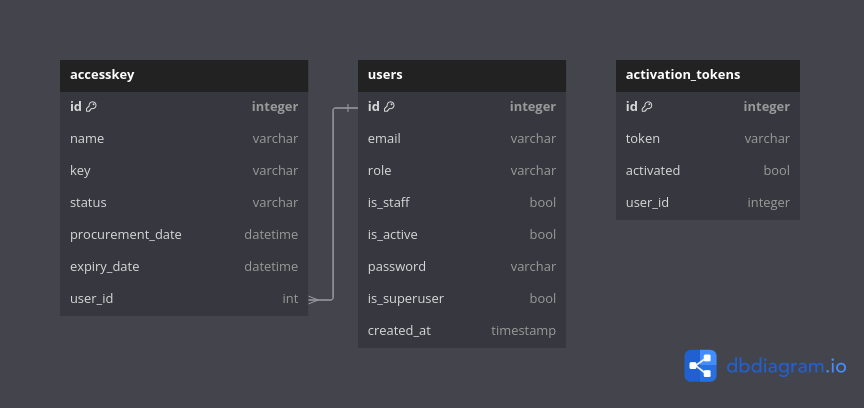 accesskey
id integer
name varchar
key varchar
status varchar
procurement_date datetime
expiry_date datetime
user_id int
users
id integer
email varchar
role varchar
is_staff bool
is_active bool
password varchar
is_superuser bool
created_at timestamp
activation_tokens
id integer
token varchar
activated bool
user_id integer
dbdiagram.io